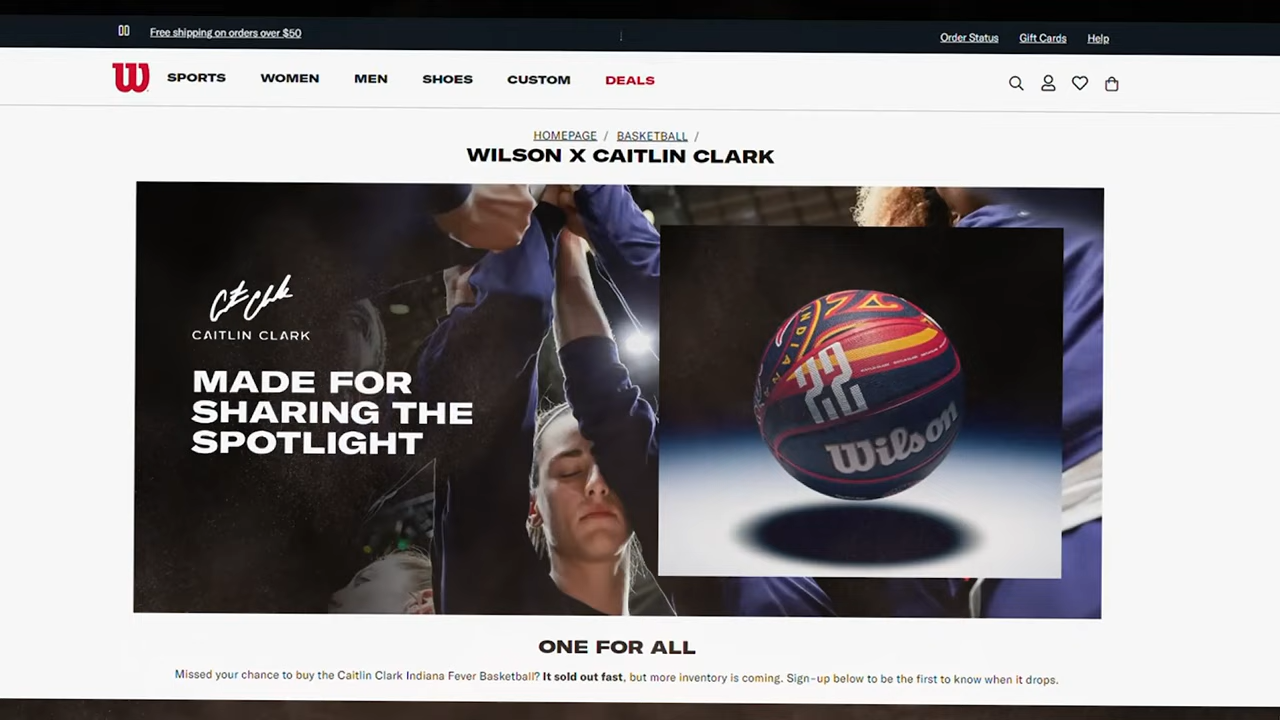 Free shipping on orders over $50
Order Status Gift Cards Help
W SPORTS WOMEN MEN SHOES CUSTOM DEALS
HOMEPAGE / BASKETBALL /
WILSON X CAITLIN CLARK
CAITLIN CLARK
MADE FOR
SHARING THE
SPOTLIGHT
INDIANA
22
Wilson
ONE FOR ALL
Missed your chance to buy the Caitlin Clark Indiana Fever Basketball? It sold out fast, but more inventory is coming. Sign-up below to be the first to know when it drops.